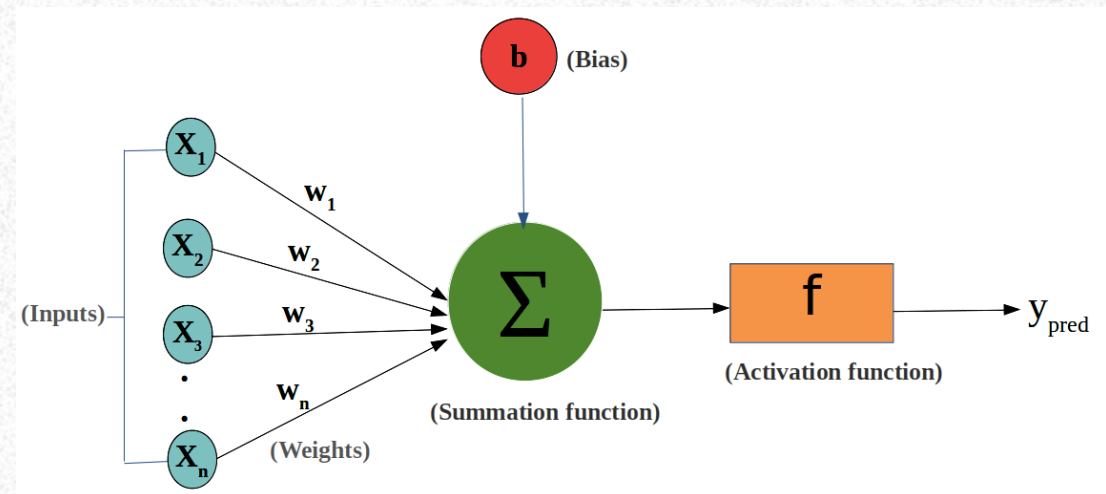 b (Bias)
X1
w1
X2
w2
(Inputs)
X3
w3
Σ
f
ypred
(Activation function)
wn
(Summation function)
Xn
(Weights)